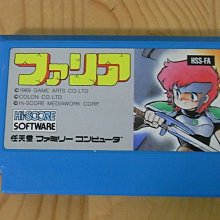 ファリア
HSS-FA
©1989 GAME ARTS CO.,LTD
©COLON CO.,LTD
©HI-SCORE MEDIAWORK CORP.
HI-SCORE
SOFTWARE
任天堂 ファミリー コンピュータ